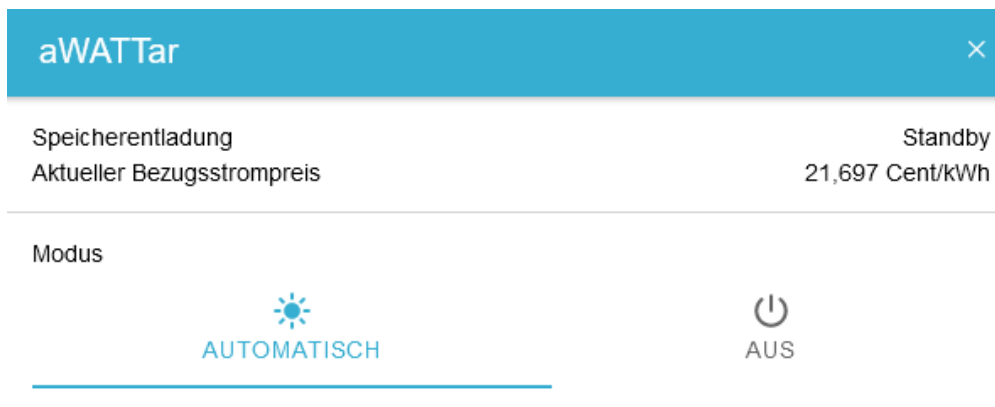 aWATTar
Speicherentladung Standby
Aktueller Bezugsstrompreis 21,697 Cent/kWh
Modus
AUTOMATISCH AUS